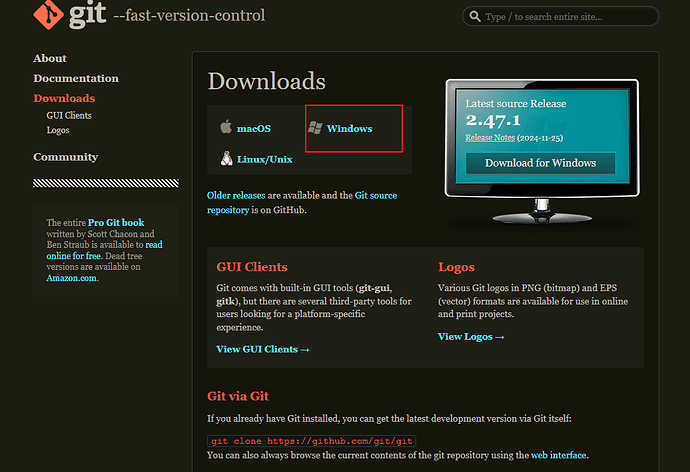 git --fast-version-control
Type / to search entire site...
About
Documentation
Downloads
GUI Clients
Logos
Community
The entire Pro Git book
written by Scott Chacon and
Ben Straub is available to read
online for free. Dead tree
versions are available on
Amazon.com.
Downloads
macOS
Windows
Linux/Unix
Older releases are available and the Git source
repository is on GitHub.
Latest source Release
2.47.1
Release Notes (2024-11-25)
Download for Windows
GUI Clients
Git comes with built-in GUI tools (git-gui,
gitk), but there are several third-party tools for
users looking for a platform-specific
experience.
View GUI Clients →
Logos
Various Git logos in PNG (bitmap) and EPS
(vector) formats are available for use in online
and print projects.
View Logos →
Git via Git
If you already have Git installed, you can get the latest development version via Git itself:
git clone https://github.com/git/git
You can also always browse the current contents of the git repository using the web interface.